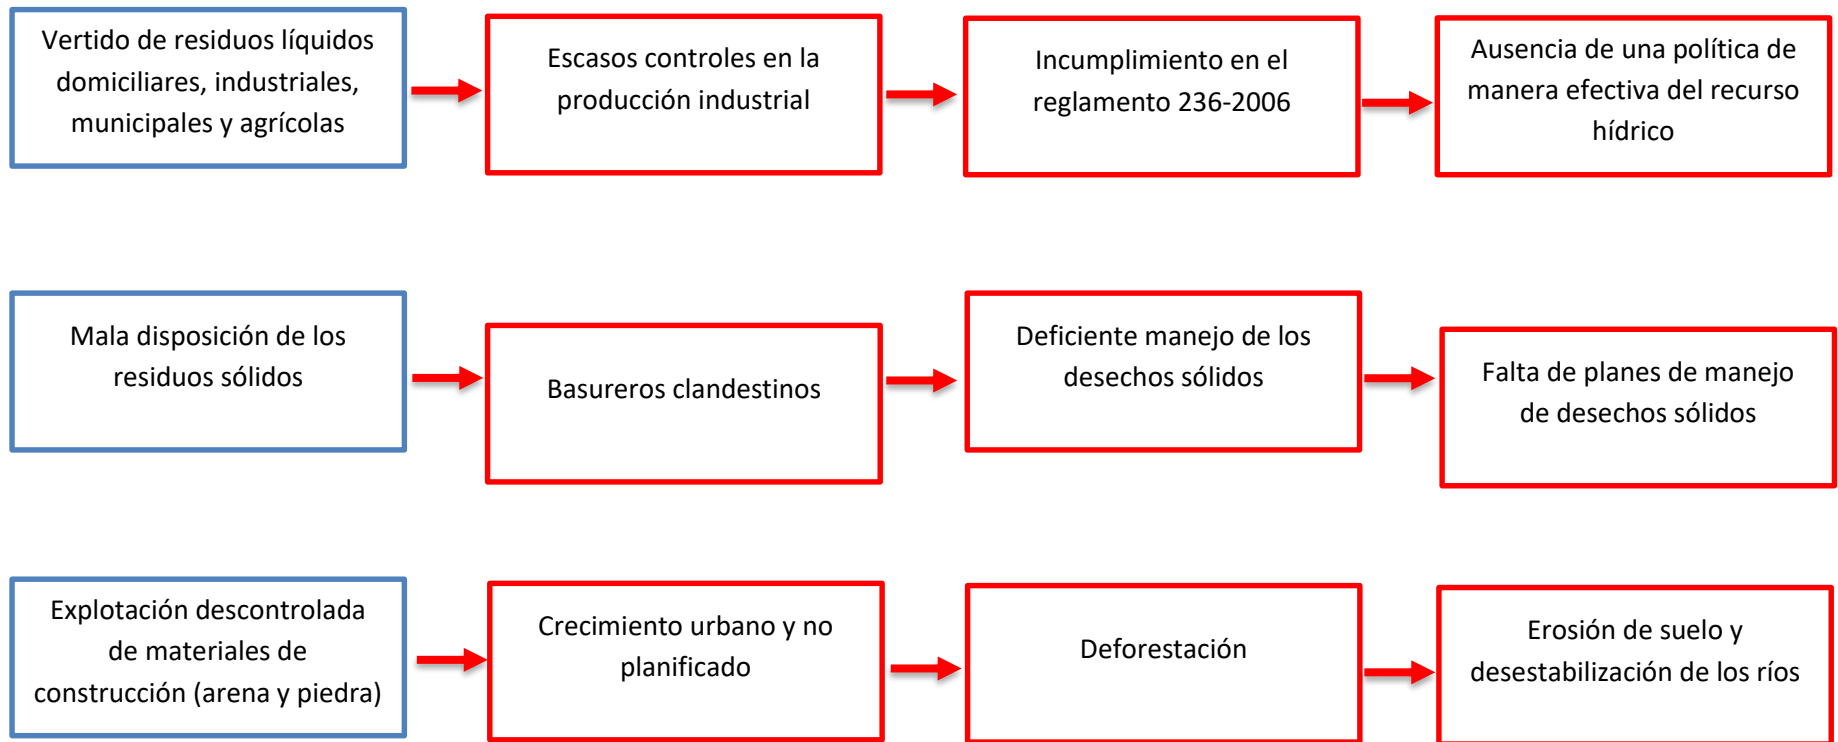 Vertido de residuos líquidos
domiciliares, industriales,
municipales y agrícolas
Escasos controles en la
producción industrial
Incumplimiento en el
reglamento 236-2006
Ausencia de una política de
manera efectiva del recurso
hídrico
Mala disposición de los
residuos sólidos
Basureros clandestinos
Deficiente manejo de los
desechos sólidos
Falta de planes de manejo
de desechos sólidos
Explotación descontrolada
de materiales de
construcción (arena y piedra)
Crecimiento urbano y no
planificado
Deforestación
Erosión de suelo y
desestabilización de los ríos